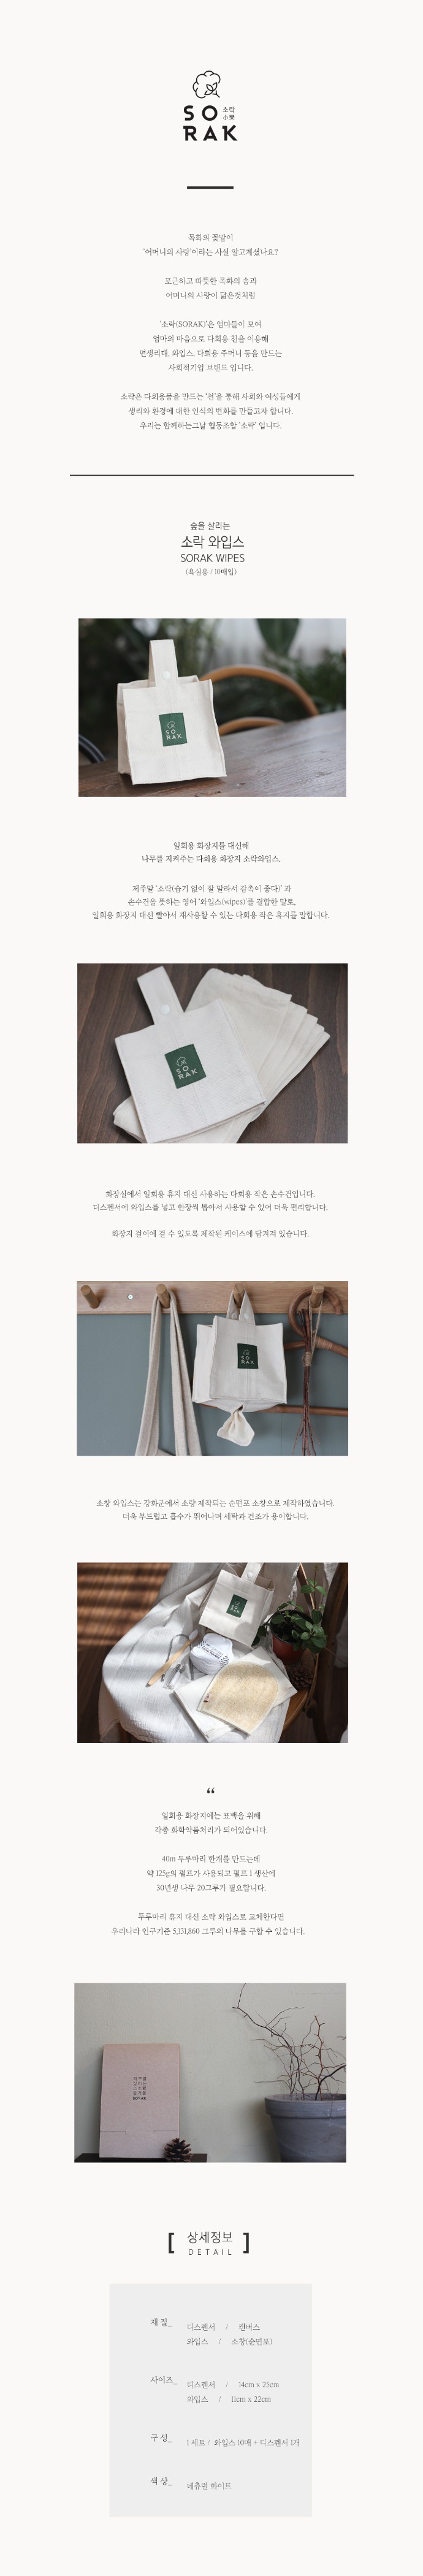 SO 소락
小樂
RAK
목화의 꽃말이
'어머니의 사랑'이라는 사실 알고계셨나요?
포근하고 따뜻한 목화의 솜과
어머니의 사랑이 닮은것처럼
'소락(SORAK)'은 엄마들이 모여
엄마의 마음으로 다회용 천을 이용해
면생리대, 와입스, 다회용 주머니 등을 만드는
사회적기업 브랜드 입니다.
소락은 다회용품을 만드는 '천'을 통해 사회와 여성들에게
생리와 환경에 대한 인식의 변화를 만들고자 합니다.
우리는 함께하는그날 협동조합 '소락' 입니다.
숲을 살리는
소락 와입스
SORAK WIPES
(욕실용 / 10매입)
SO
RAK
일회용 화장지를 대신해
나무를 지켜주는 다회용 화장지 소락와입스.
제주말 '소락(습기 없이 잘 말라서 감촉이 좋다)' 과
손수건을 뜻하는 영어 '와입스(wipes)'를 결합한 말로,
일회용 화장지 대신 빨아서 재사용할 수 있는 다회용 작은 휴지를 말합니다.
SO
RAK
화장실에서 일회용 휴지 대신 사용하는 다회용 작은 손수건입니다.
디스펜서에 와입스를 넣고 한장씩 뽑아서 사용할 수 있어 더욱 편리합니다.
화장지 걸이에 걸 수 있도록 제작된 케이스에 담겨져 있습니다.
SO
RAK
소창 와입스는 강화군에서 소량 제작되는 순면포 소창으로 제작하였습니다.
더욱 부드럽고 흡수가 뛰어나며 세탁과 건조가 용이합니다.
SO
RAK
“
일회용 화장지에는 표백을 위해
각종 화학약품처리가 되어있습니다.
40m 두루마리 한개를 만드는데
약 125g의 펄프가 사용되고 펄프 1 생산에
30년생 나무 20그루가 필요합니다.
두루마리 휴지 대신 소락 와입스로 교체한다면
우리나라 인구기준 5,131,860 그루의 나무를 구할 수 있습니다.
SORAK
[ 상세정보 ]
DETAIL
재 질_ 디스펜서 / 캔버스
와입스 / 소창(순면포)
사이즈_ 디스펜서 / 14cm x 25cm
와입스 / 11cm x 22cm
구 성_ 1 세트 / 와입스 10매 + 디스펜서 1개
색 상_ 내츄럴 화이트